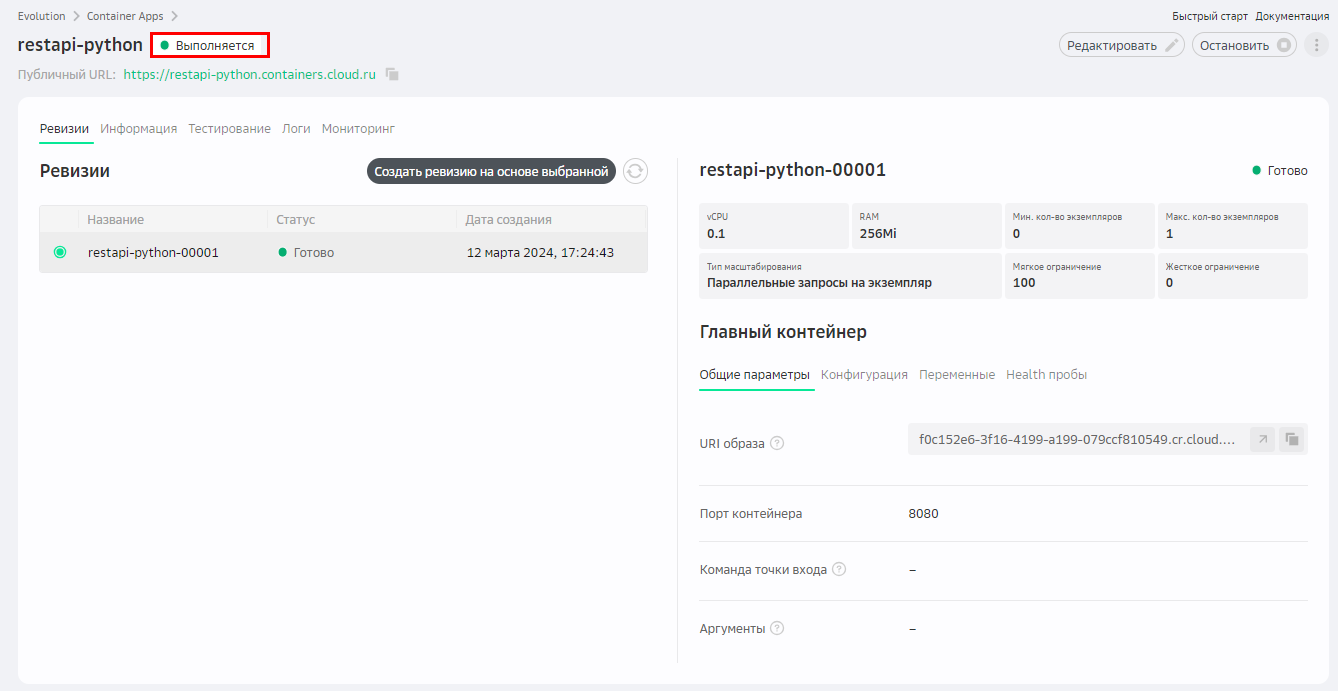 Evolution > Container Apps >
Быстрый старт Документация
restapi-python Выполняется
Редактировать Остановить
Публичный URL: https://restapi-python.containers.cloud.ru
Ревизии Информация Тестирование Логи Мониторинг
Ревизии
Создать ревизию на основе выбранной
Название Статус Дата создания
restapi-python-00001 Готово 12 марта 2024, 17:24:43
restapi-python-00001 Готово
vCPU RAM Мин. кол-во экземпляров Макс. кол-во экземпляров
0.1 256Mi 0 1
Тип масштабирования Мягкое ограничение Жесткое ограничение
Параллельные запросы на экземпляр 100 0
Главный контейнер
Общие параметры Конфигурация Переменные Health пробы
URI образа ? f0c152e6-3f16-4199-a199-079ccf810549.cr.cloud....
Порт контейнера 8080
Команда точки входа ? –
Аргументы ? –